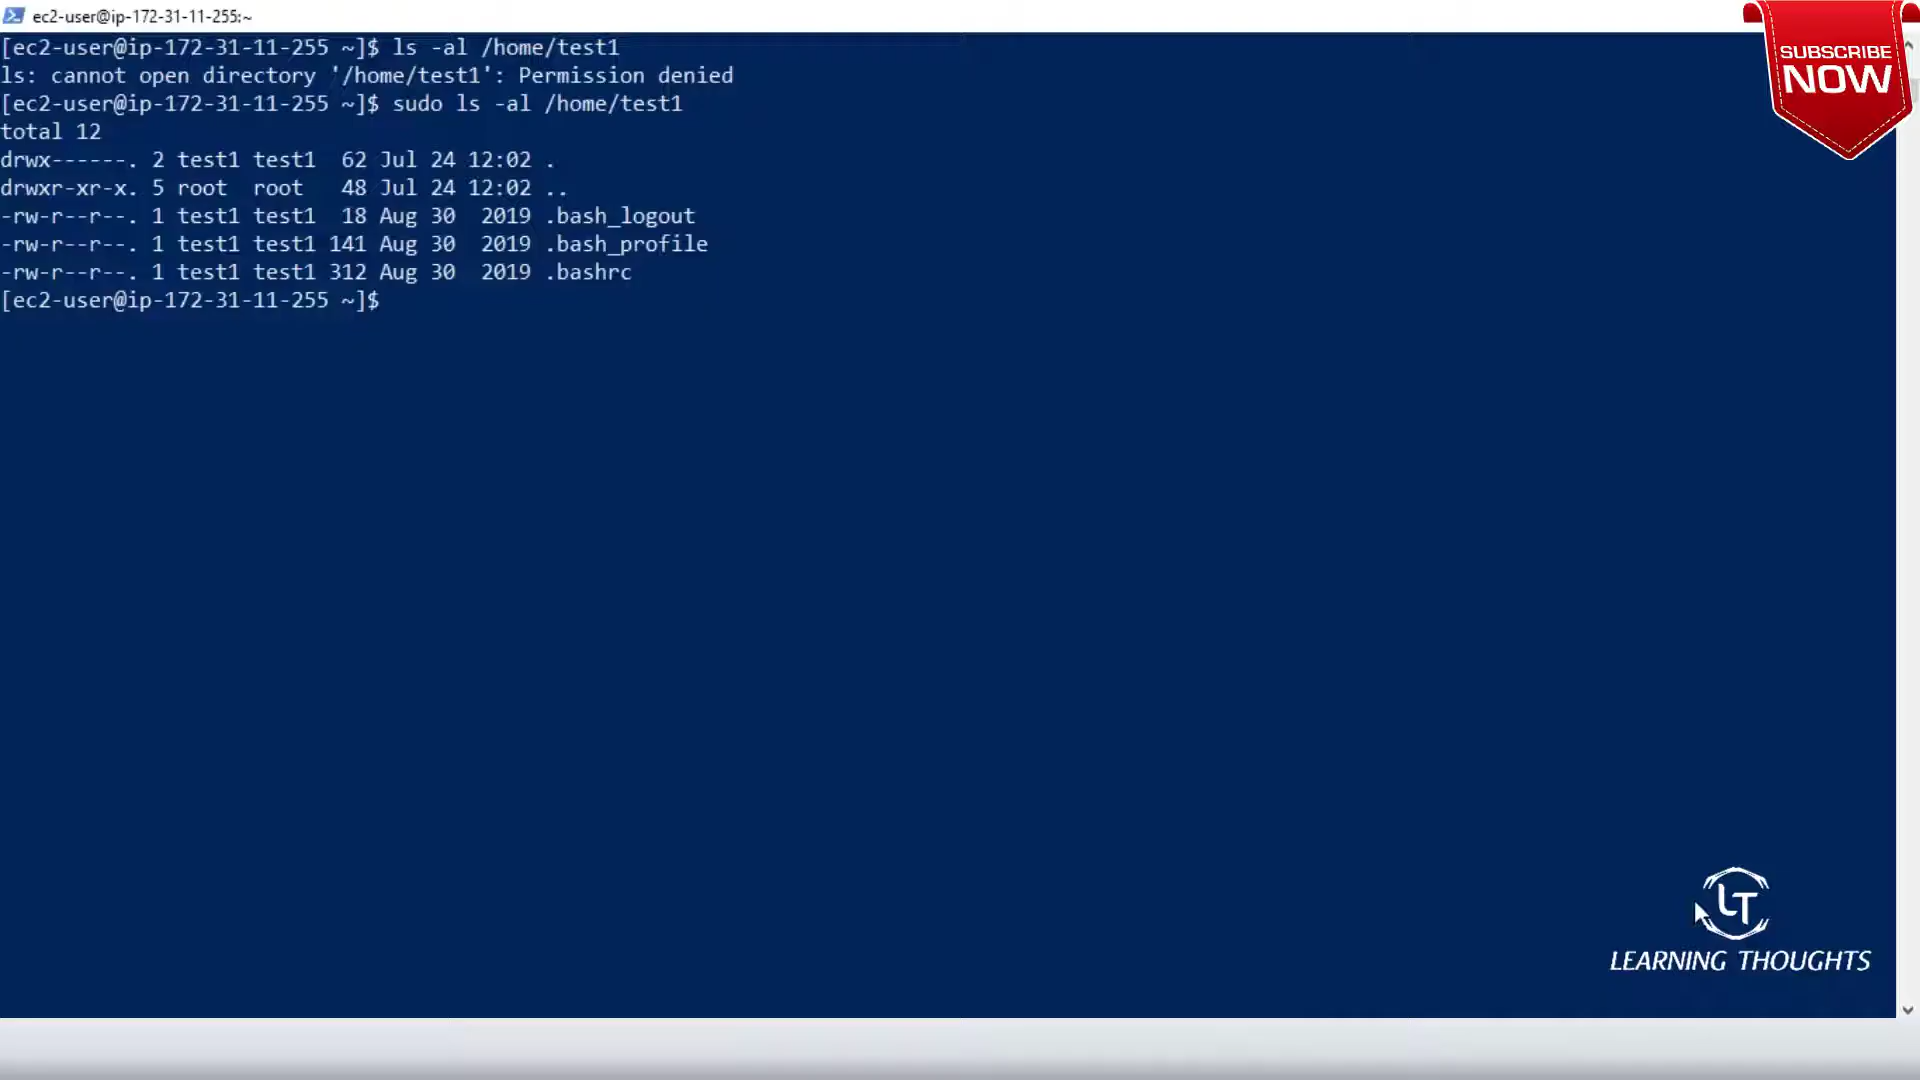 ec2-user@ip-172-31-11-255:~
[ec2-user@ip-172-31-11-255 ~]$ ls -al /home/test1
ls: cannot open directory '/home/test1': Permission denied
[ec2-user@ip-172-31-11-255 ~]$ sudo ls -al /home/test1
total 12
drwx------. 2 test1 test1  62 Jul 24 12:02 .
drwxr-xr-x. 5 root  root   48 Jul 24 12:02 ..
-rw-r--r--. 1 test1 test1  18 Aug 30  2019 .bash_logout
-rw-r--r--. 1 test1 test1 141 Aug 30  2019 .bash_profile
-rw-r--r--. 1 test1 test1 312 Aug 30  2019 .bashrc
[ec2-user@ip-172-31-11-255 ~]$
SUBSCRIBE
NOW
LT
LEARNING THOUGHTS